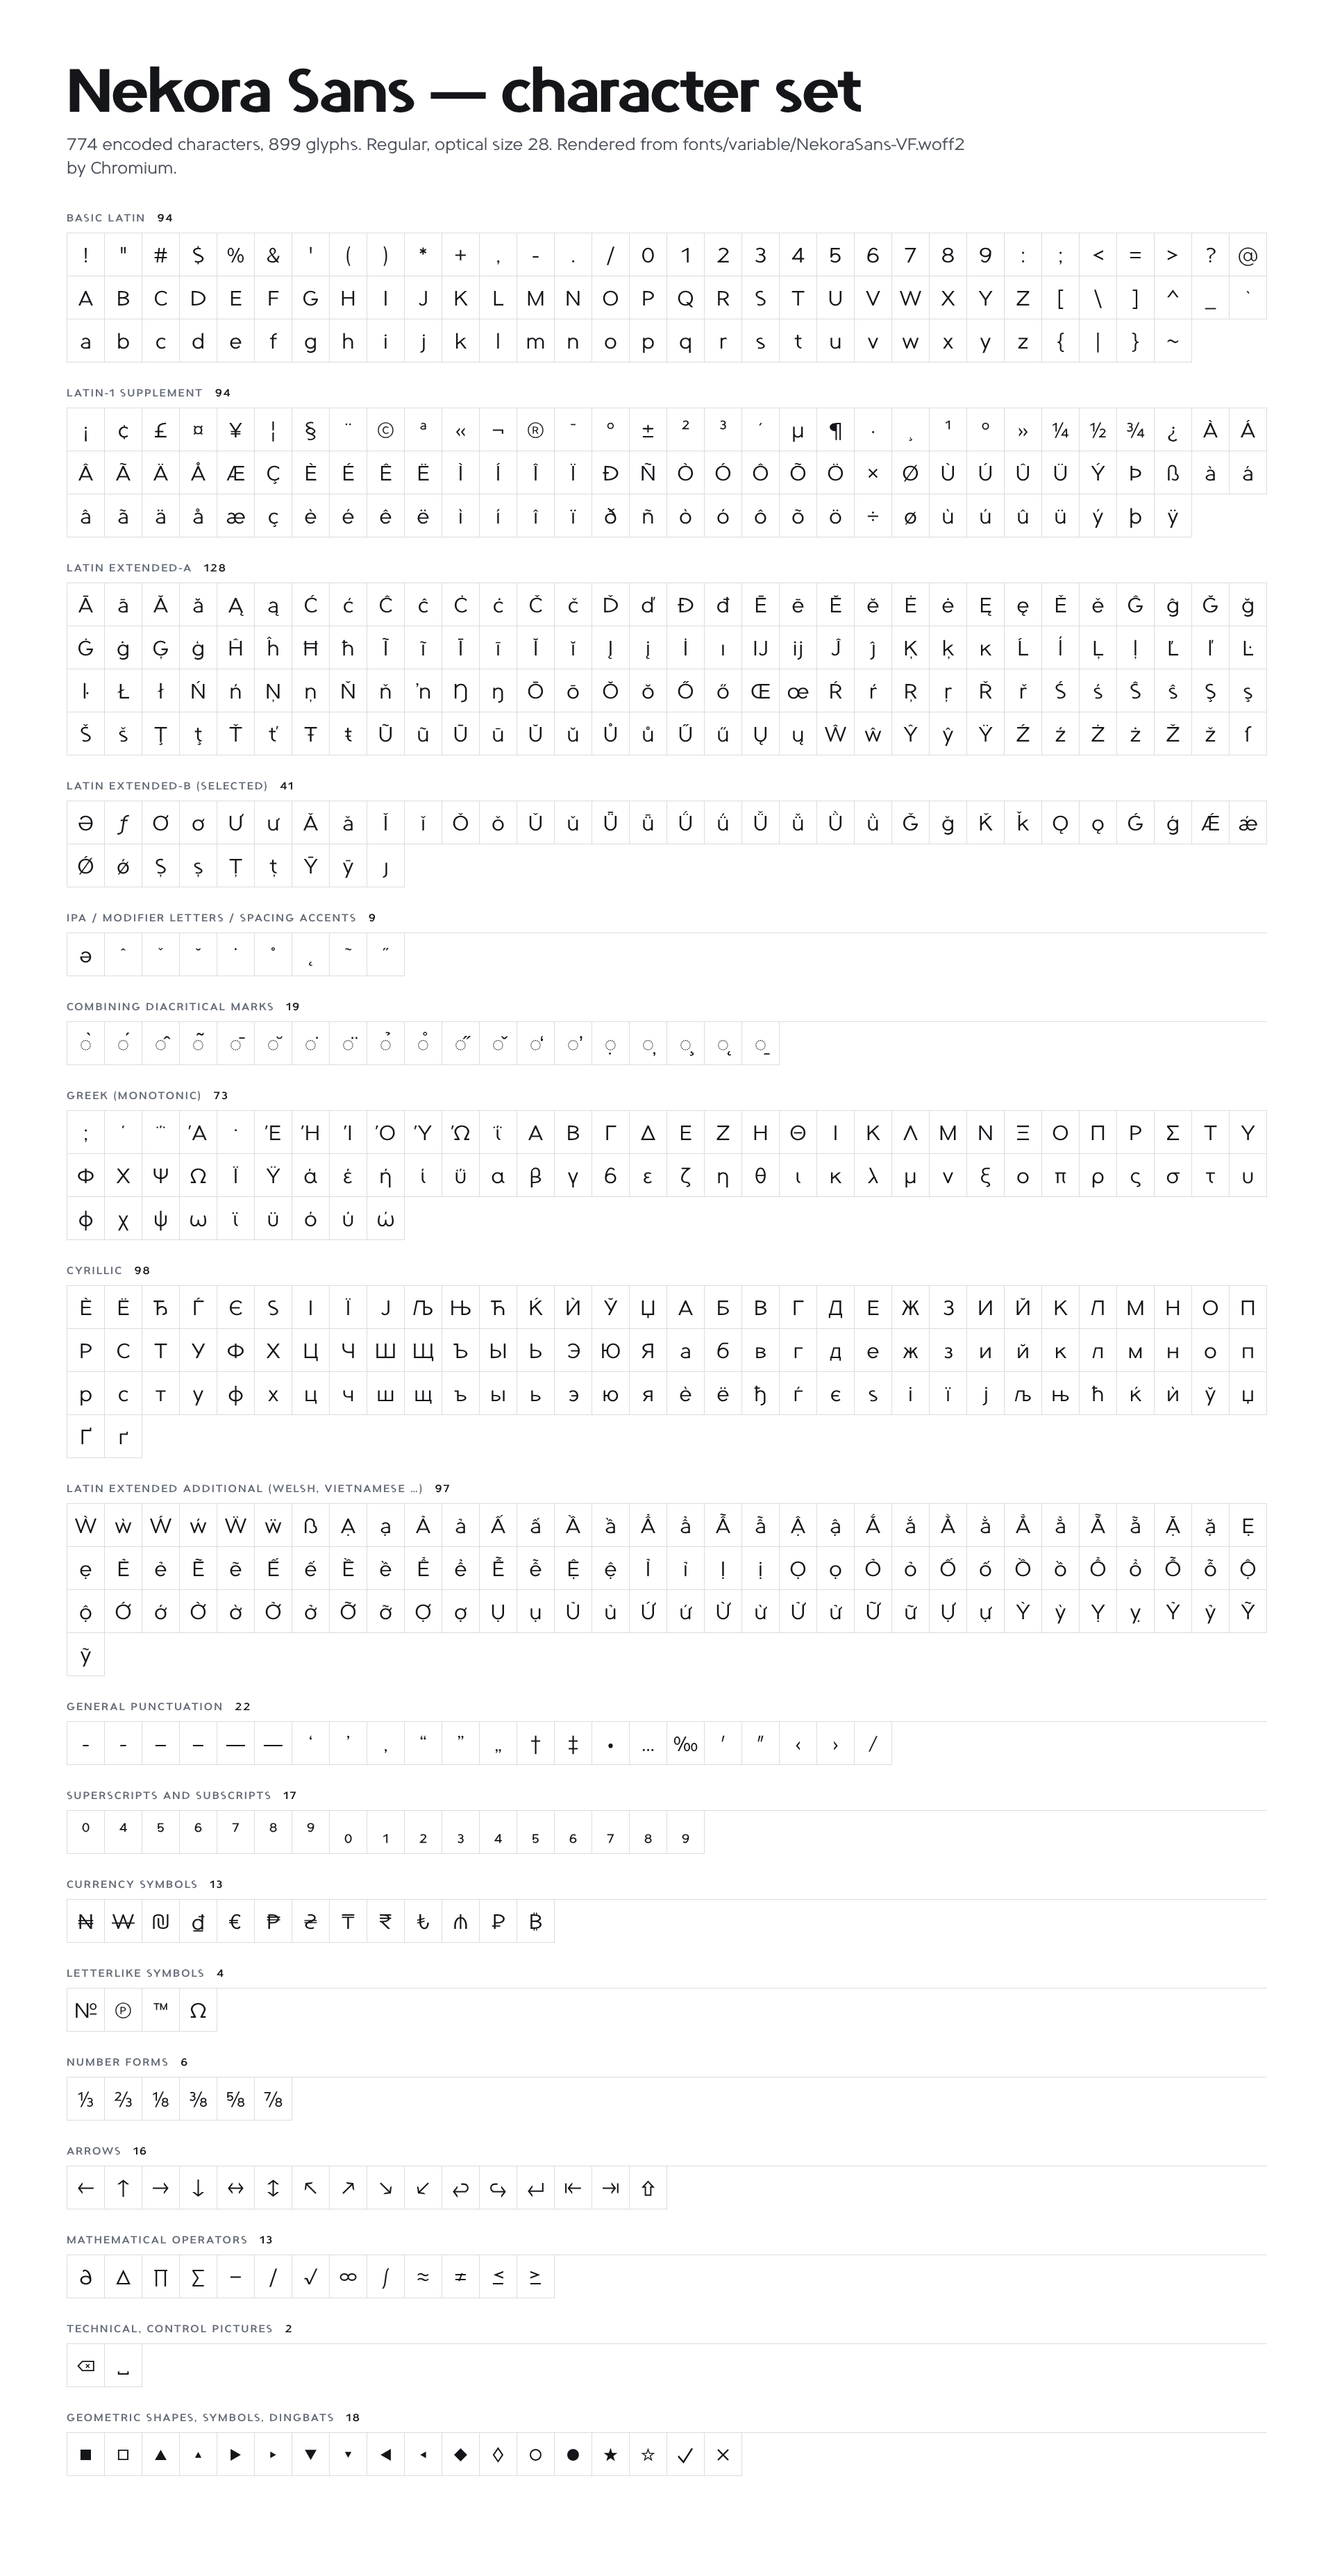 Nekora Sans — character set
774 encoded characters, 899 glyphs. Regular, optical size 28. Rendered from fonts/variable/NekoraSans-VF.woff2
by Chromium.
BASIC LATIN 94
! " # $ % & ' ( ) * + , - . / 0 1 2 3 4 5 6 7 8 9 : ; < = > ? @
A B C D E F G H I J K L M N O P Q R S T U V W X Y Z [ \ ] ^ _ `
a b c d e f g h i j k l m n o p q r s t u v w x y z { | } ~
LATIN-1 SUPPLEMENT 94
¡ ¢ £ ¤ ¥ ¦ § ¨ © ª « ¬ ® ¯ ° ± ² ³ ´ µ ¶ · ¸ ¹ º » ¼ ½ ¾ ¿ À Á
 à Ä Å Æ Ç È É Ê Ë Ì Í Î Ï Ð Ñ Ò Ó Ô Õ Ö × Ø Ù Ú Û Ü Ý Þ ß à á
â ã ä å æ ç è é ê ë ì í î ï ð ñ ò ó ô õ ö ÷ ø ù ú û ü ý þ ÿ
LATIN EXTENDED-A 128
Ā ā Ă ă Ą ą Ć ć Ĉ ĉ Ċ ċ Č č Ď ď Đ đ Ē ē Ĕ ĕ Ė ė Ę ę Ě ě Ĝ ĝ Ğ ğ
Ġ ġ Ģ ģ Ĥ ĥ Ħ ħ Ĩ ĩ Ī ī Ĭ ĭ Į į İ ı IJ ij Ĵ ĵ Ķ ķ ĸ Ĺ ĺ Ļ ļ Ľ ľ Ŀ
ŀ Ł ł Ń ń Ņ ņ Ň ň ʼn Ŋ ŋ Ō ō Ŏ ŏ Ő ő Œ œ Ŕ ŕ Ŗ ŗ Ř ř Ś ś Ŝ ŝ Ş ş
Š š Ţ ţ Ť ť Ŧ ŧ Ũ ũ Ū ū Ŭ ŭ Ů ů Ű ű Ų ų Ŵ ŵ Ŷ ŷ Ÿ Ź ź Ż ż Ž ž ſ
LATIN EXTENDED-B (SELECTED) 41
Ə ƒ Ơ ơ Ư ư Ǎ ǎ Ǐ ǐ Ǒ ǒ Ǔ ǔ Ǖ ǖ Ǘ ǘ Ǚ ǚ Ǜ ǜ Ǧ ǧ Ǩ ǩ Ǫ ǫ Ǵ ǵ Ǽ ǽ
Ǿ ǿ Ș ș Ț ț Ȳ ȳ ȷ
IPA / MODIFIER LETTERS / SPACING ACCENTS 9
ə ˆ ˇ ˘ ˙ ˚ ˛ ˜ ˝
COMBINING DIACRITICAL MARKS 19
◌̀ ◌́ ◌̂ ◌̃ ◌̄ ◌̆ ◌̇ ◌̈ ◌̉ ◌̊ ◌̋ ◌̌ ◌̒ ◌̓ ◌̣ ◌̦ ◌̧ ◌̨ ◌̱
GREEK (MONOTONIC) 73
; ΄ ΅ Ά · Έ Ή Ί Ό Ύ Ώ ΐ Α Β Γ Δ Ε Ζ Η Θ Ι Κ Λ Μ Ν Ξ Ο Π Ρ Σ Τ Υ
Φ Χ Ψ Ω Ϊ Ϋ ά έ ή ί ΰ α β γ δ ε ζ η θ ι κ λ μ ν ξ ο π ρ ς σ τ υ
φ χ ψ ω ϊ ϋ ό ύ ώ
CYRILLIC 98
Ѐ Ё Ђ Ѓ Є Ѕ І Ї Ј Љ Њ Ћ Ќ Ѝ Ў Џ А Б В Г Д Е Ж З И Й К Л М Н О П
Р С Т У Ф Х Ц Ч Ш Щ Ъ Ы Ь Э Ю Я а б в г д е ж з и й к л м н о п
р с т у ф х ц ч ш щ ъ ы ь э ю я ѐ ё ђ ѓ є ѕ і ї ј љ њ ћ ќ ѝ ў џ
Ґ ґ
LATIN EXTENDED ADDITIONAL (WELSH, VIETNAMESE …) 97
Ẁ ẁ Ẃ ẃ Ẅ ẅ ẞ Ạ ạ Ả ả Ấ ấ Ầ ầ Ẩ ẩ Ẫ ẫ Ậ ậ Ắ ắ Ằ ằ Ẳ ẳ Ẵ ẵ Ặ ặ Ẹ
ẹ Ẻ ẻ Ẽ ẽ Ế ế Ề ề Ể ể Ễ ễ Ệ ệ Ỉ ỉ Ị ị Ọ ọ Ỏ ỏ Ố ố Ồ ồ Ổ ổ Ỗ ỗ Ộ
ộ Ớ ớ Ờ ờ Ở ở Ỡ ỡ Ợ ợ Ụ ụ Ủ ủ Ứ ứ Ừ ừ Ử ử Ữ ữ Ự ự Ỳ ỳ Ỵ ỵ Ỷ ỷ Ỹ
ỹ
GENERAL PUNCTUATION 22
‐ ‑ ‒ – — ― ‘ ’ ‚ “ ” „ † ‡ • … ‰ ′ ″ ‹ › ⁄
SUPERSCRIPTS AND SUBSCRIPTS 17
⁰ ⁴ ⁵ ⁶ ⁷ ⁸ ⁹ ₀ ₁ ₂ ₃ ₄ ₅ ₆ ₇ ₈ ₉
CURRENCY SYMBOLS 13
₦ ₩ ₪ ₫ € ₱ ₴ ₸ ₹ ₺ ₼ ₽ ₿
LETTERLIKE SYMBOLS 4
№ ℗ ™ Ω
NUMBER FORMS 6
⅓ ⅔ ⅛ ⅜ ⅝ ⅞
ARROWS 16
← ↑ → ↓ ↔ ↕ ↖ ↗ ↘ ↙ ↩ ↪ ↵ ⇤ ⇥ ⇧
MATHEMATICAL OPERATORS 13
∂ ∆ ∏ ∑ − ∕ √ ∞ ∫ ≈ ≠ ≤ ≥
TECHNICAL, CONTROL PICTURES 2
⌫ ␣
GEOMETRIC SHAPES, SYMBOLS, DINGBATS 18
■ □ ▲ ▴ ▶ ▸ ▼ ▾ ◀ ◂ ◆ ◊ ○ ● ★ ☆ ✓ ✕